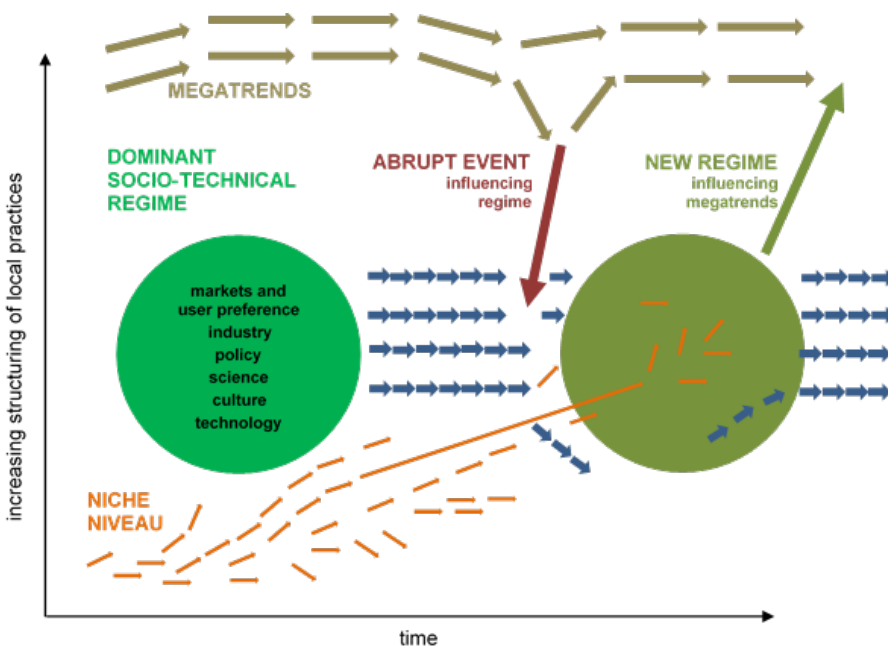 MEGATRENDS
DOMINANT
SOCIO-TECHNICAL
REGIME
ABRUPT EVENT
influencing
regime
NEW REGIME
influencing
megatrends
markets and
user preference
industry
policy
science
culture
technology
NICHE
NIVEAU
increasing structuring of local practices
time